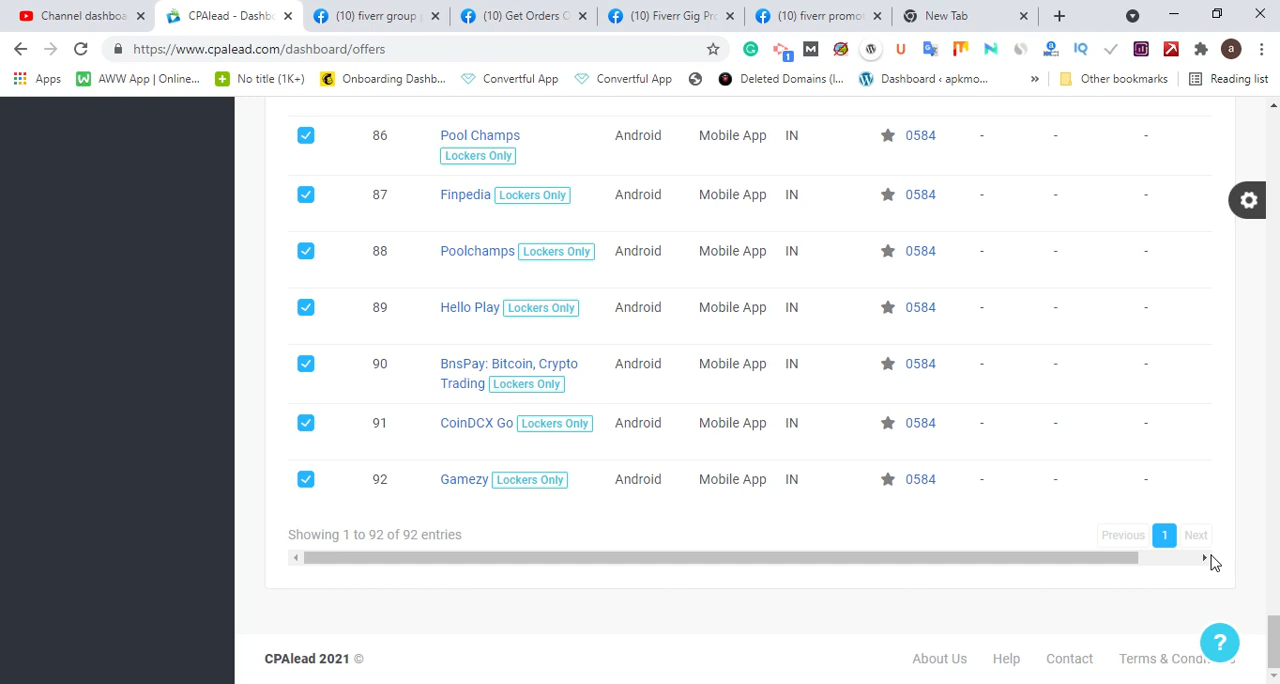 Channel dashboa
CPAlead - Dashbo
(10) fiverr group
(10) Get Orders O
(10) Fiverr Gig Pro
(10) fiverr promo
New Tab
https://www.cpalead.com/dashboard/offers
Apps
AWW App | Online...
No title (1K+)
Onboarding Dashb...
Convertful App
Convertful App
Deleted Domains (I...
Dashboard ‹ apkmo...
»
Other bookmarks
Reading list
86 Pool Champs Android Mobile App IN 0584 - - -
Lockers Only
87 Finpedia Lockers Only Android Mobile App IN 0584 - - -
88 Poolchamps Lockers Only Android Mobile App IN 0584 - - -
89 Hello Play Lockers Only Android Mobile App IN 0584 - - -
90 BnsPay: Bitcoin, Crypto Android Mobile App IN 0584 - - -
Trading Lockers Only
91 CoinDCX Go Lockers Only Android Mobile App IN 0584 - - -
92 Gamezy Lockers Only Android Mobile App IN 0584 - - -
Showing 1 to 92 of 92 entries
Previous 1 Next
?
CPAlead 2021 © About Us Help Contact Terms & Cond